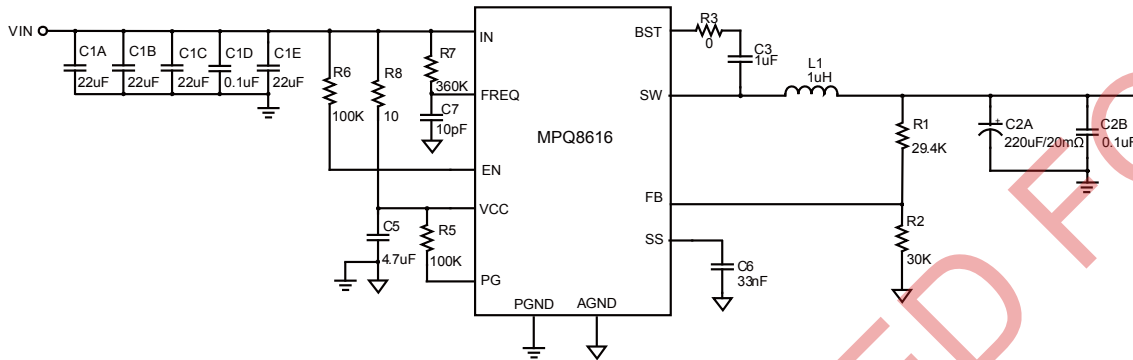 VIN
C1A
22uF
C1B
22uF
C1C
22uF
C1D
0.1uF
C1E
22uF
R6
100K
R8
10
R7
360K
C7
10pF
C5
4.7uF
R5
100K
IN
FREQ
EN
VCC
PG
MPQ8616
PGND
AGND
BST
SW
FB
SS
R3
0
C3
1uF
L1
1uH
R1
29.4K
R2
30K
C6
33nF
+
C2A
220uF/20mΩ
C2B
0.1uF